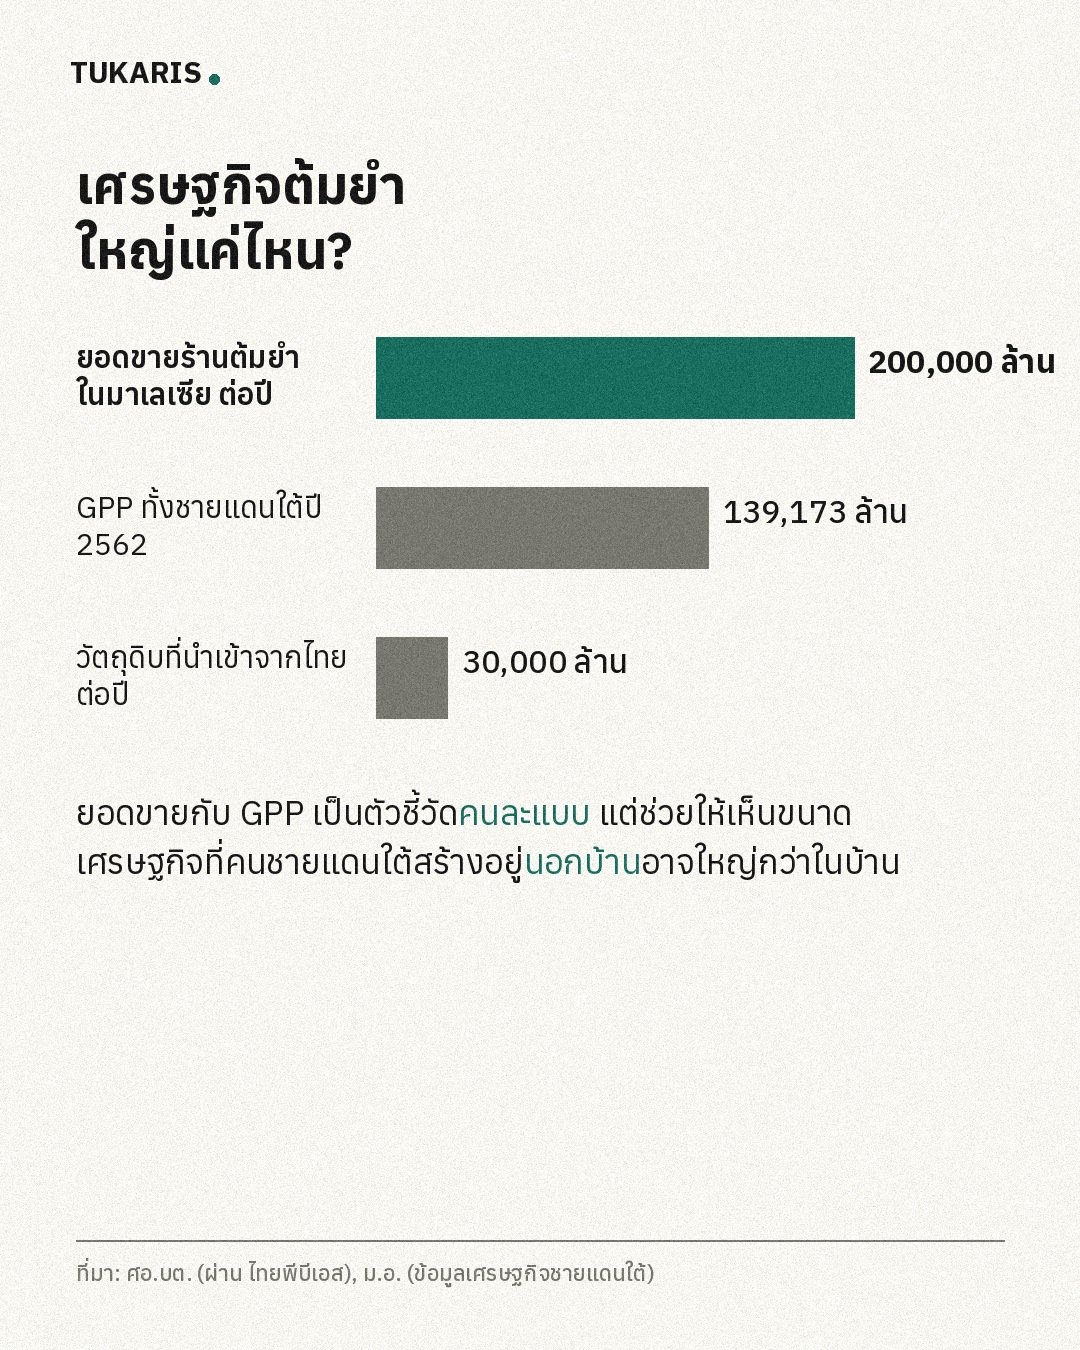 TUKARIS
เศรษฐกิจต้มยำ
ใหญ่แค่ไหน?
ยอดขายร้านต้มยำ
ในมาเลเซีย ต่อปี
200,000 ล้าน
GPP ทั้งชายแดนใต้ปี
2562
139,173 ล้าน
วัตถุดิบที่นำเข้าจากไทย
ต่อปี
30,000 ล้าน
ยอดขายกับ GPP เป็นตัวชี้วัดคนละแบบ แต่ช่วยให้เห็นขนาด
เศรษฐกิจที่คนชายแดนใต้สร้างอยู่นอกบ้านอาจใหญ่กว่าในบ้าน
ที่มา: ศอ.บต. (ผ่าน ไทยพีบีเอส), ม.อ. (ข้อมูลเศรษฐกิจชายแดนใต้)